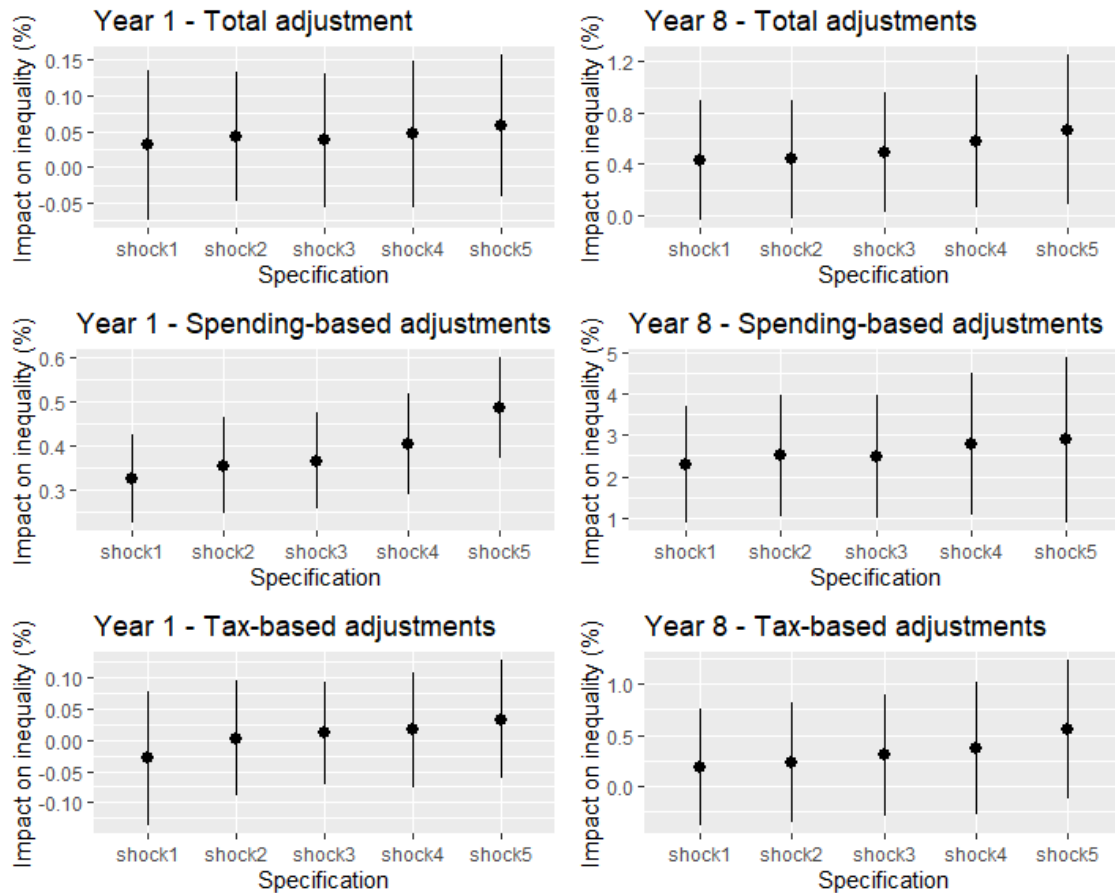 Year 1 - Total adjustment
Impact on inequality (%)
0.15
0.10
0.05
0.00
-0.05
shock1 shock2 shock3 shock4 shock5
Specification
Year 8 - Total adjustments
Impact on inequality (%)
1.2
0.8
0.4
0.0
shock1 shock2 shock3 shock4 shock5
Specification
Year 1 - Spending-based adjustments
Impact on inequality (%)
0.6
0.5
0.4
0.3
shock1 shock2 shock3 shock4 shock5
Specification
Year 8 - Spending-based adjustments
Impact on inequality (%)
5
4
3
2
1
shock1 shock2 shock3 shock4 shock5
Specification
Year 1 - Tax-based adjustments
Impact on inequality (%)
0.10
0.05
0.00
-0.05
-0.10
shock1 shock2 shock3 shock4 shock5
Specification
Year 8 - Tax-based adjustments
Impact on inequality (%)
1.0
0.5
0.0
shock1 shock2 shock3 shock4 shock5
Specification